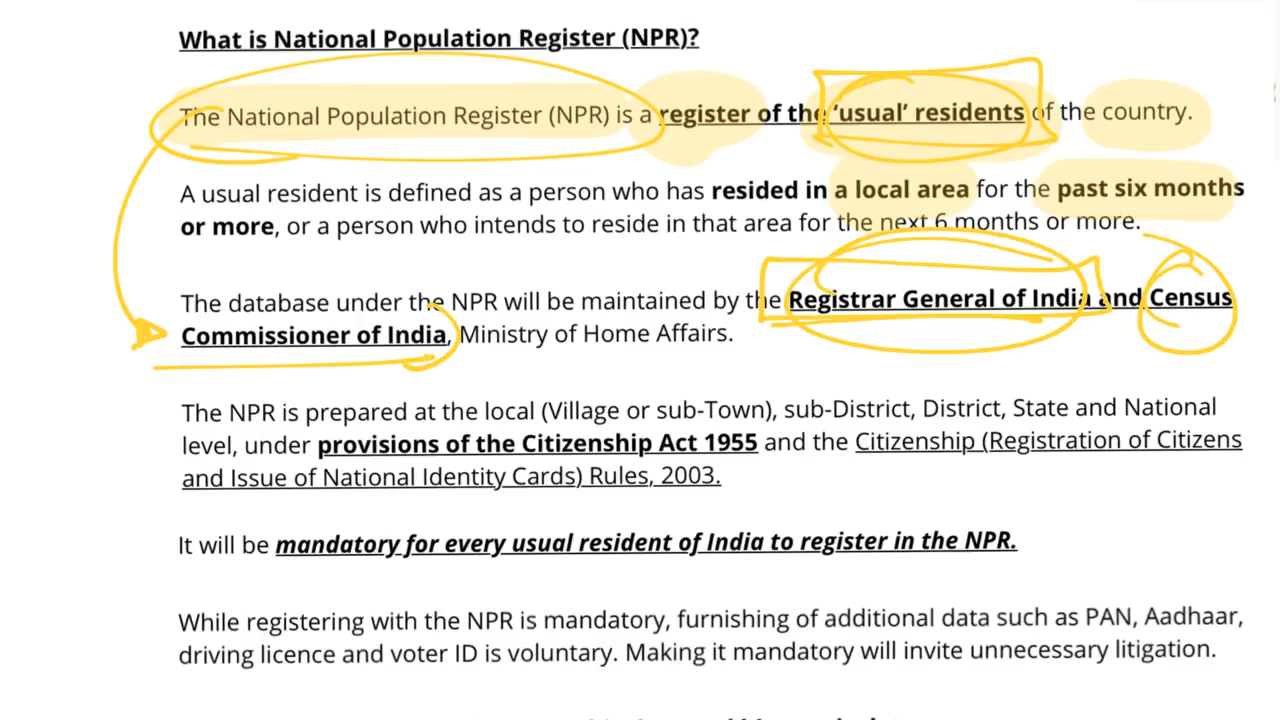 What is National Population Register (NPR)?
The National Population Register (NPR) is a register of the ‘usual’ residents of the country.
A usual resident is defined as a person who has resided in a local area for the past six months
or more, or a person who intends to reside in that area for the next 6 months or more.
The database under the NPR will be maintained by the Registrar General of India and Census
Commissioner of India, Ministry of Home Affairs.
The NPR is prepared at the local (Village or sub-Town), sub-District, District, State and National
level, under provisions of the Citizenship Act 1955 and the Citizenship (Registration of Citizens
and Issue of National Identity Cards) Rules, 2003.
It will be mandatory for every usual resident of India to register in the NPR.
While registering with the NPR is mandatory, furnishing of additional data such as PAN, Aadhaar,
driving licence and voter ID is voluntary. Making it mandatory will invite unnecessary litigation.